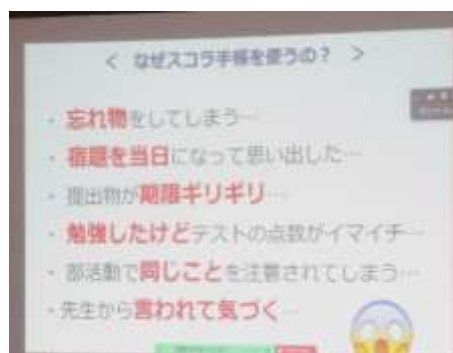 < なぜスコラ手帳を使うの？ >
・忘れ物をしてしまう…
・宿題を当日になって思い出した…
・提出物が期限ギリギリ…
・勉強したけどテストの点数がイマイチ…
・部活動で同じことを注意されてしまう…
・先生から言われて気づく…